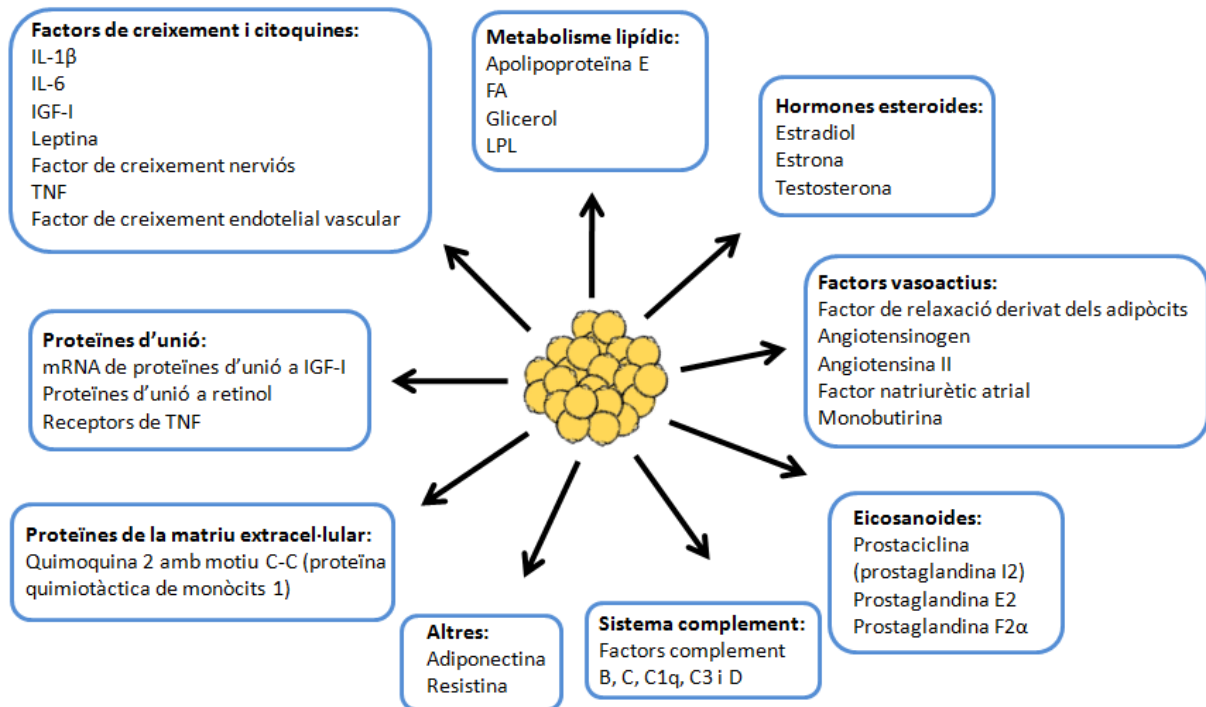 Factors de creixement i citoquines:
IL-1β
IL-6
IGF-I
Leptina
Factor de creixement nerviós
TNF
Factor de creixement endotelial vascular
Metabolisme lipídic:
Apolipoproteïna E
FA
Glicerol
LPL
Hormones esteroides:
Estradiol
Estrona
Testosterona
Factors vasoactius:
Factor de relaxació derivat dels adipòcits
Angiotensinogen
Angiotensina II
Factor natriurètic atrial
Monobutirina
Proteïnes d'unió:
mRNA de proteïnes d'unió a IGF-I
Proteïnes d'unió a retinol
Receptors de TNF
Proteïnes de la matriu extracel·lular:
Quimoquina 2 amb motiu C-C (proteïna
quimiotàctica de monòcits 1)
Altres:
Adiponectina
Resistina
Sistema complement:
Factors complement
B, C, C1q, C3 i D
Eicosanoides:
Prostaciclina
(prostaglandina I2)
Prostaglandina E2
Prostaglandina F2α